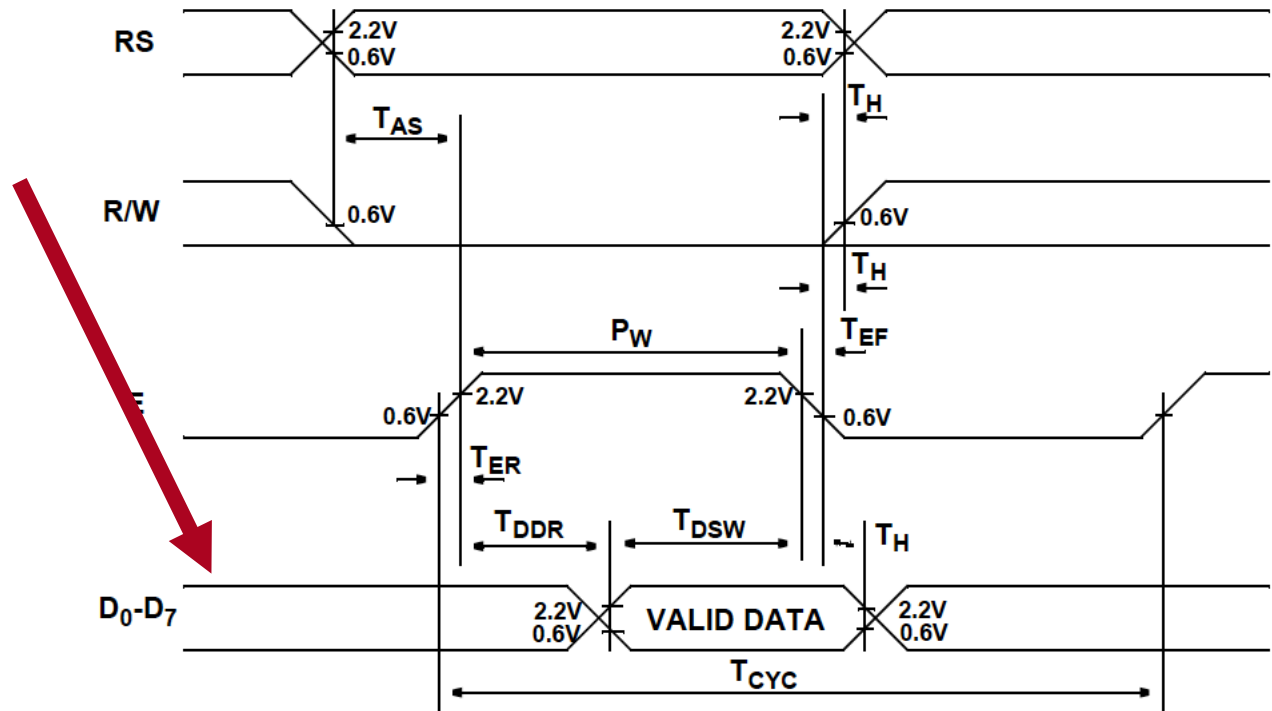 RS
2.2V
0.6V
2.2V
0.6V
TAS
TH
R/W
0.6V
0.6V
TH
PW
TEF
E
0.6V
2.2V
2.2V
0.6V
TER
TDDR
TDSW
TH
D0-D7
2.2V
0.6V
VALID DATA
2.2V
0.6V
TCYC